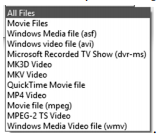 All Files
Movie Files
Windows Media file (asf)
Windows video file (avi)
Microsoft Recorded TV Show (dvr-ms)
MK3D Video
MKV Video
QuickTime Movie file
MP4 Video
Movie file (mpeg)
MPEG-2 TS Video
Windows Media Video file (wmv)